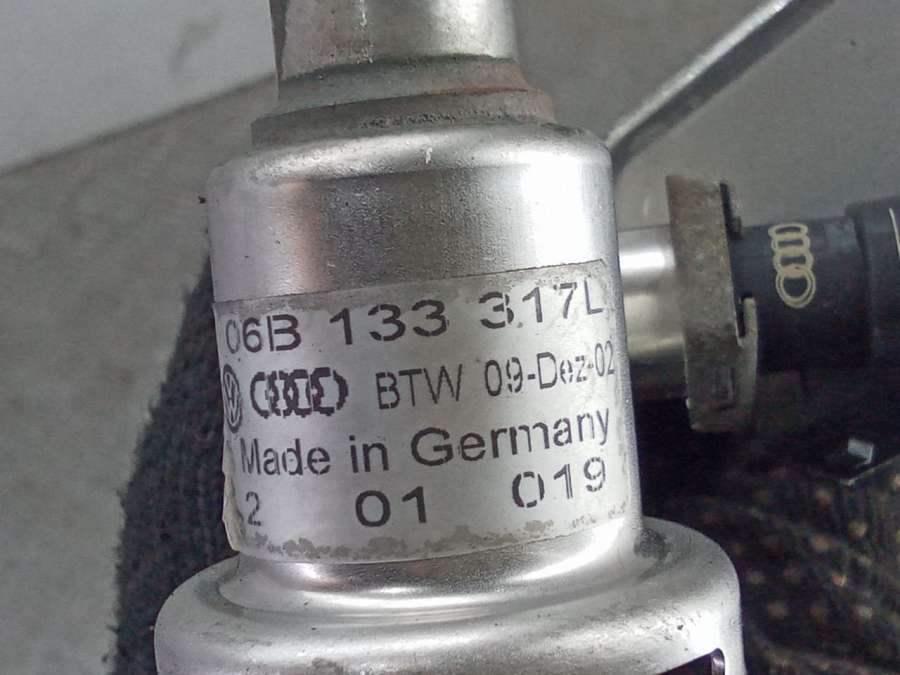 06B 133 317L
BTW 09-Dez-02
Made in Germany
2 01 019